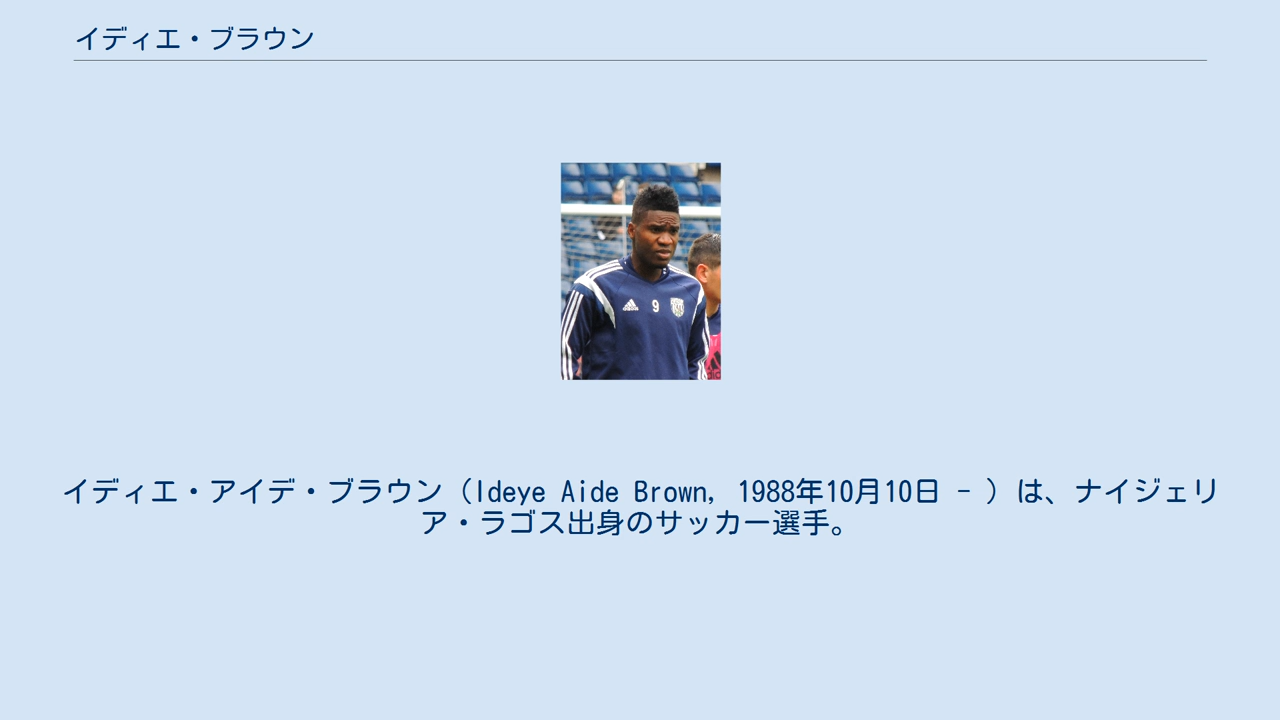 イディエ・ブラウン
adidas 9
イディエ・アイデ・ブラウン（Ideye Aide Brown, 1988年10月10日 - ）は、ナイジェリ
ア・ラゴス出身のサッカー選手。